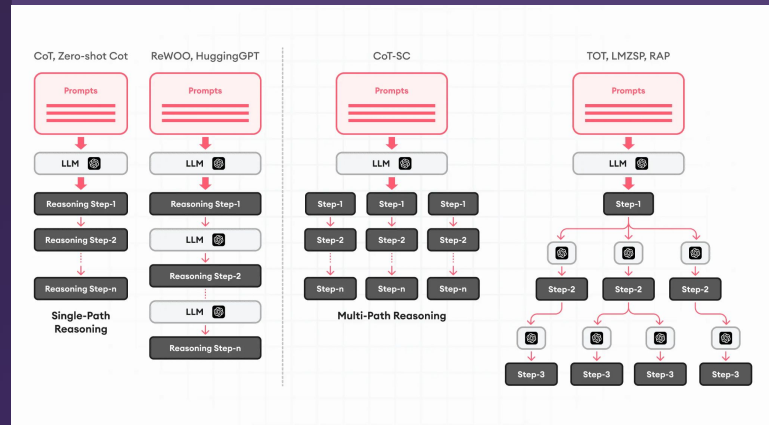 CoT, Zero-shot Cot
Prompts
LLM
Reasoning Step-1
Reasoning Step-2
Reasoning Step-n
Single-Path
Reasoning
ReWOO, HuggingGPT
Prompts
LLM
Reasoning Step-1
LLM
Reasoning Step-2
LLM
Reasoning Step-n
CoT-SC
Prompts
LLM
Step-1 Step-1 Step-1
Step-2 Step-2 Step-2
Step-n Step-n Step-n
Multi-Path Reasoning
TOT, LMZSP, RAP
Prompts
LLM
Step-1
Step-2 Step-2 Step-2
Step-3 Step-3 Step-3 Step-3